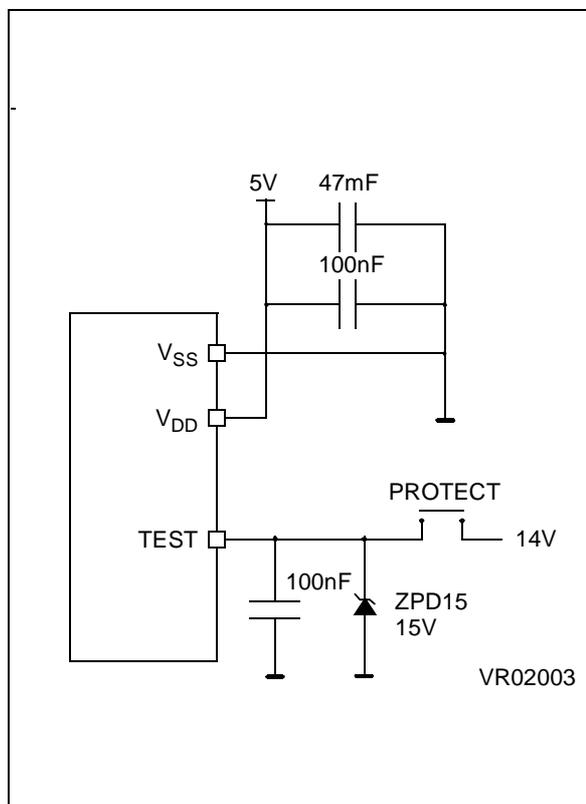 5V 47mF
100nF
VSS
VDD
PROTECT
TEST 14V
100nF ZPD15
15V
VR02003